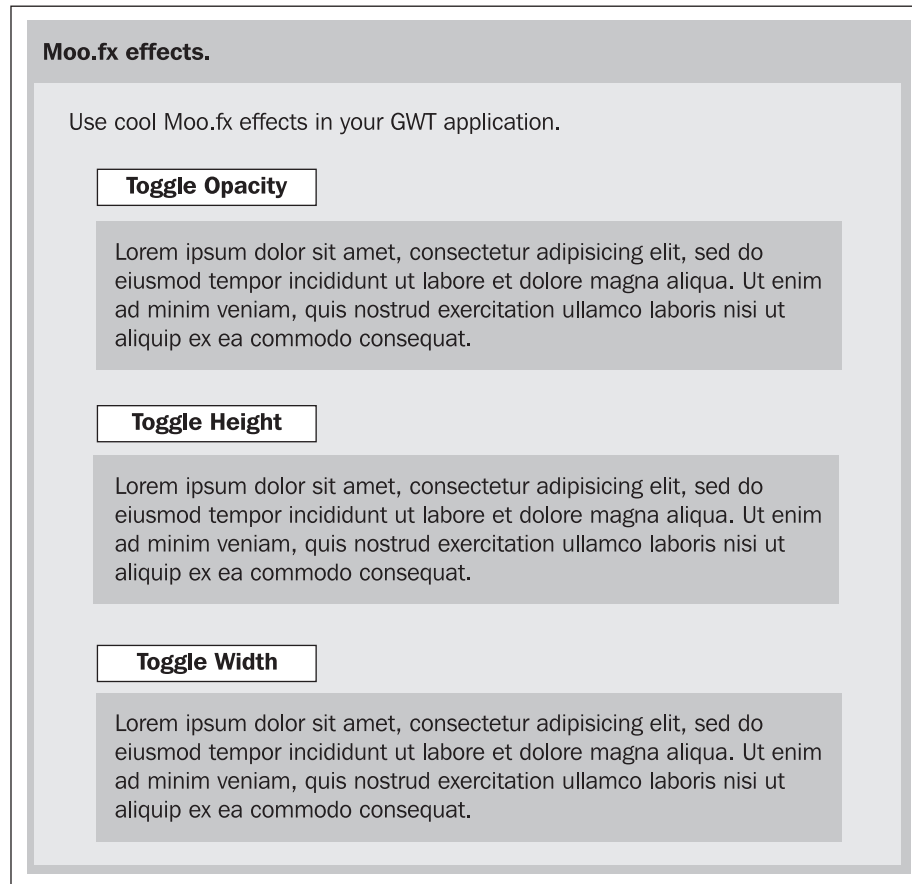 Moo.fx effects.
Use cool Moo.fx effects in your GWT application.
Toggle Opacity
Lorem ipsum dolor sit amet, consectetur adipisicing elit, sed do
eiusmod tempor incididunt ut labore et dolore magna aliqua. Ut enim
ad minim veniam, quis nostrud exercitation ullamco laboris nisi ut
aliquip ex ea commodo consequat.
Toggle Height
Lorem ipsum dolor sit amet, consectetur adipisicing elit, sed do
eiusmod tempor incididunt ut labore et dolore magna aliqua. Ut enim
ad minim veniam, quis nostrud exercitation ullamco laboris nisi ut
aliquip ex ea commodo consequat.
Toggle Width
Lorem ipsum dolor sit amet, consectetur adipisicing elit, sed do
eiusmod tempor incididunt ut labore et dolore magna aliqua. Ut enim
ad minim veniam, quis nostrud exercitation ullamco laboris nisi ut
aliquip ex ea commodo consequat.